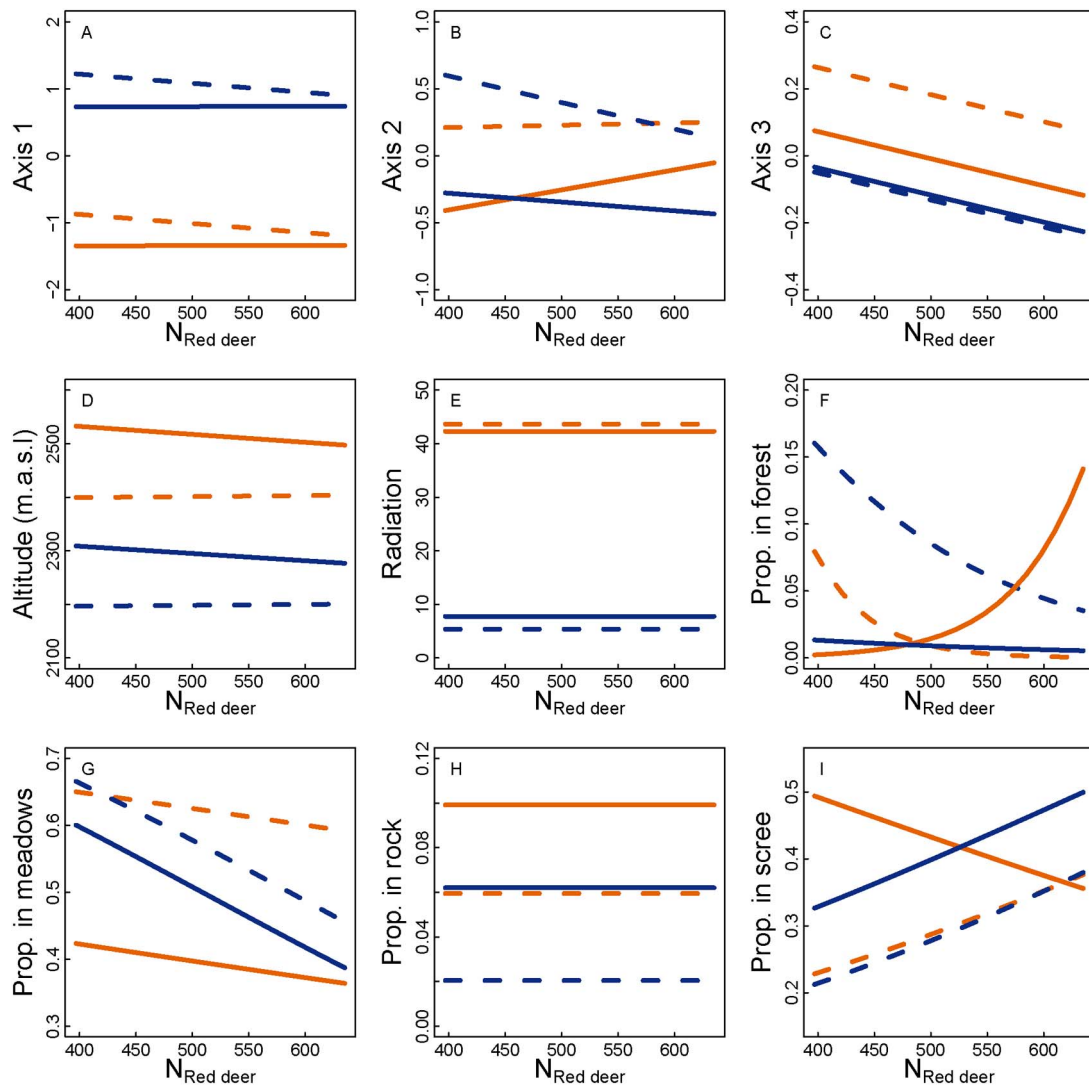 A
Axis 1
2
1
0
−1
−2
400 450 500 550 600
N Red deer
B
Axis 2
1.0
0.5
0.0
−0.5
−1.0
400 450 500 550 600
N Red deer
C
Axis 3
0.4
0.2
0.0
−0.2
−0.4
400 450 500 550 600
N Red deer
D
Altitude (m.a.s.l)
2500
2300
2100
400 450 500 550 600
N Red deer
E
Radiation
50
40
30
20
10
0
400 450 500 550 600
N Red deer
F
Prop. in forest
0.20
0.15
0.10
0.05
0.00
400 450 500 550 600
N Red deer
G
Prop. in meadows
0.7
0.6
0.5
0.4
0.3
400 450 500 550 600
N Red deer
H
Prop. in rock
0.12
0.08
0.04
0.00
400 450 500 550 600
N Red deer
I
Prop. in scree
0.5
0.4
0.3
0.2
400 450 500 550 600
N Red deer